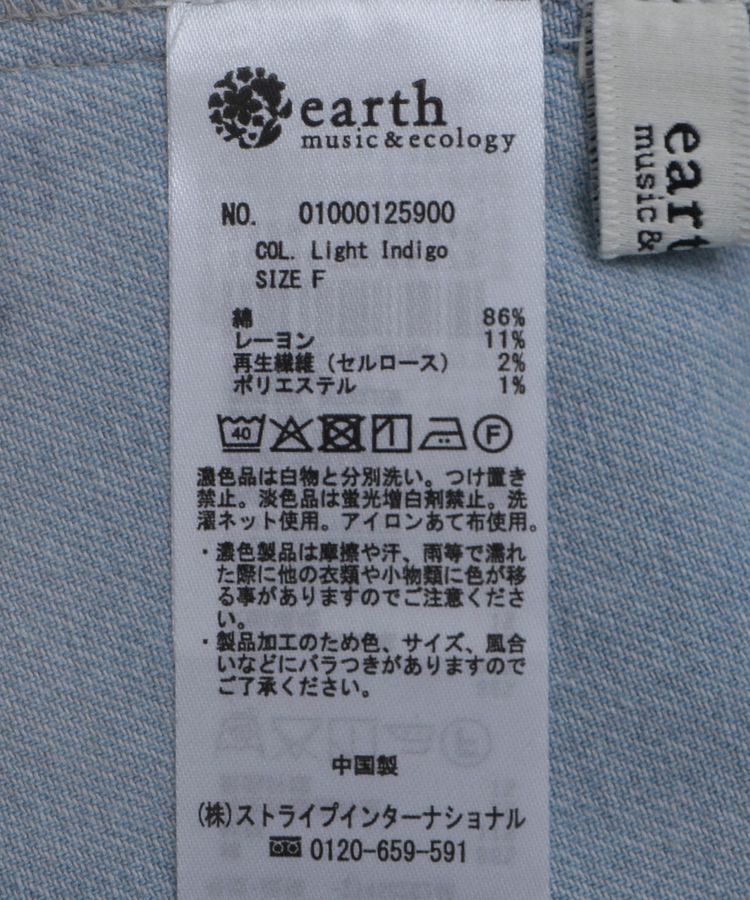 earth
music & ecology
NO. 01000125900
COL. Light Indigo
SIZE F
綿 86%
レーヨン 11%
再生繊維（セルロース） 2%
ポリエステル 1%
40
F
濃色品は白物と分別洗い。つけ置き
禁止。淡色品は蛍光増白剤禁止。洗
濯ネット使用。アイロンあて布使用。
・濃色製品は摩擦や汗、雨等で濡れ
た際に他の衣類や小物類に色が移
る事がありますのでご注意くださ
い。
・製品加工のため色、サイズ、風合
いなどにバラつきがありますので
ご了承ください。
中国製
(株)ストライプインターナショナル
0120-659-591
eart
music &